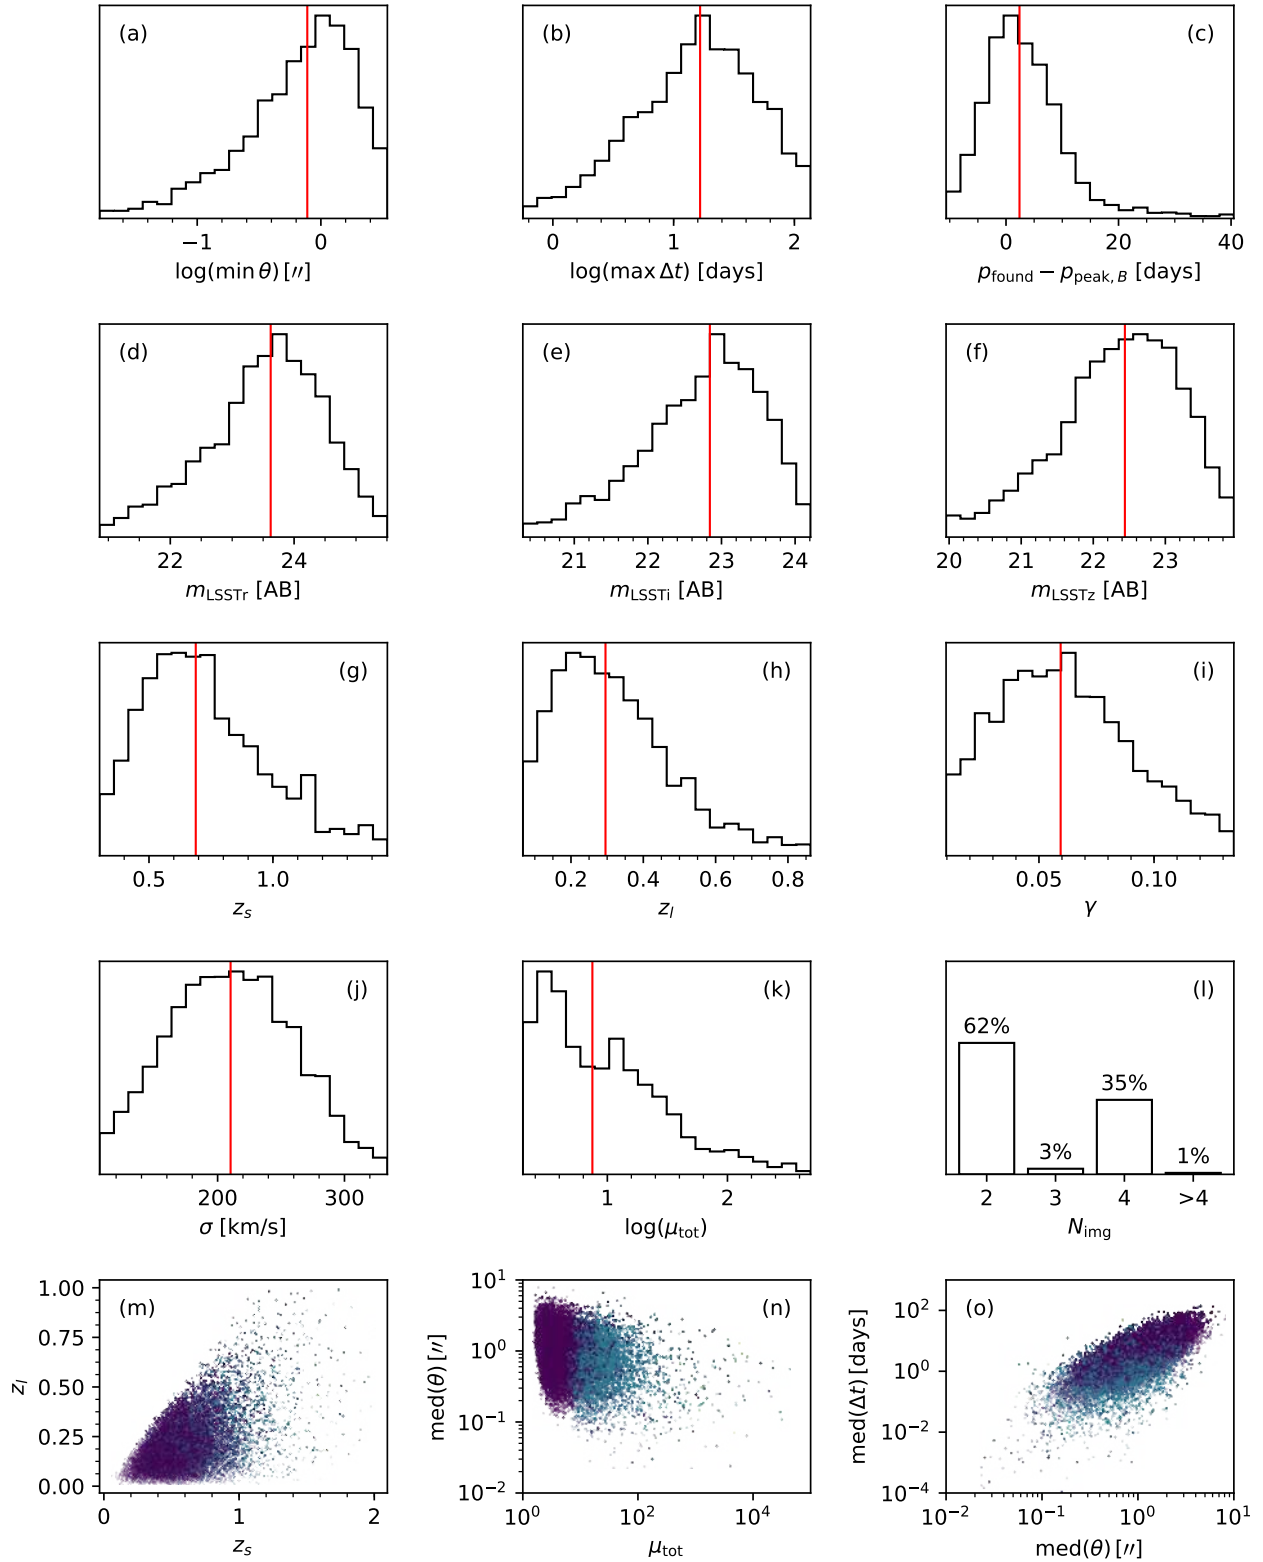 (a)
−1 0
log(min θ) [″]
(b)
0 1 2
log(max Δt) [days]
(c)
0 20 40
p_found − p_peak, B [days]
(d)
22 24
m_LSSTr [AB]
(e)
21 22 23 24
m_LSSTi [AB]
(f)
20 21 22 23
m_LSSTz [AB]
(g)
0.5 1.0
z_s
(h)
0.2 0.4 0.6 0.8
z_l
(i)
0.05 0.10
γ
(j)
200 300
σ [km/s]
(k)
1 2
log(μ_tot)
(l)
62%
3%
35%
1%
2 3 4 >4
N_img
(m)
1.00
0.75
0.50
0.25
0.00
z_l
0 1 2
z_s
(n)
10^1
10^0
10^−1
10^−2
med(θ) [″]
10^0 10^2 10^4
μ_tot
(o)
10^2
10^0
10^−2
10^−4
med(Δt) [days]
10^−2 10^−1 10^0 10^1
med(θ) [″]